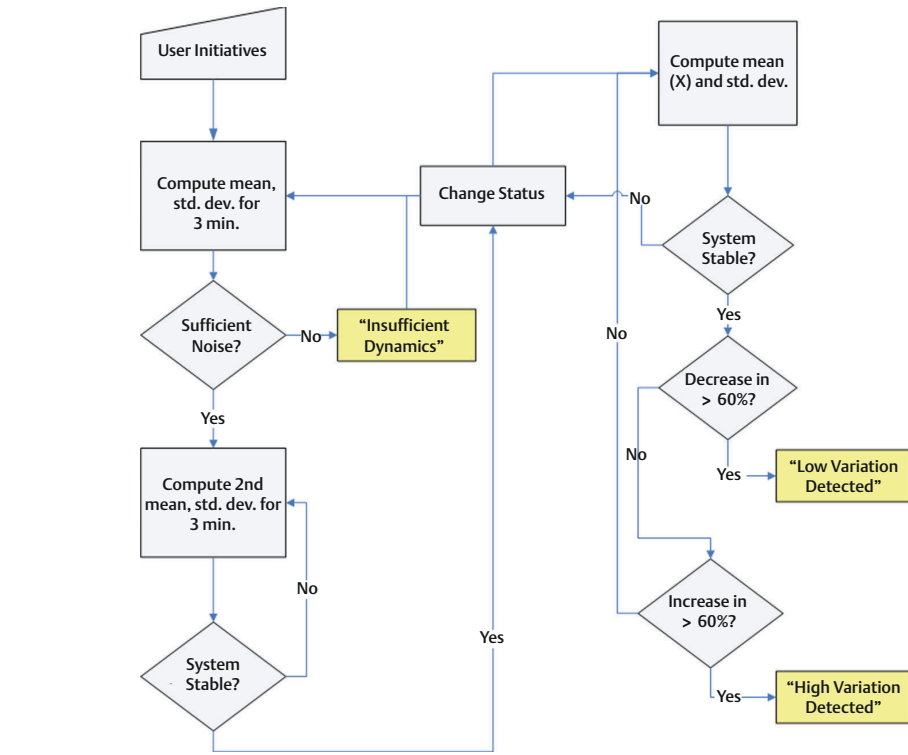 User Initiatives
Compute mean,
std. dev. for
3 min.
Sufficient
Noise?
No
"Insufficient
Dynamics"
Yes
Compute 2nd
mean, std. dev. for
3 min.
No
System
Stable?
Yes
Change Status
Compute mean
(X) and std. dev.
No
System
Stable?
Yes
No
Decrease in
> 60%?
No
Yes
“Low Variation
Detected”
Increase in
> 60%?
Yes
“High Variation
Detected”